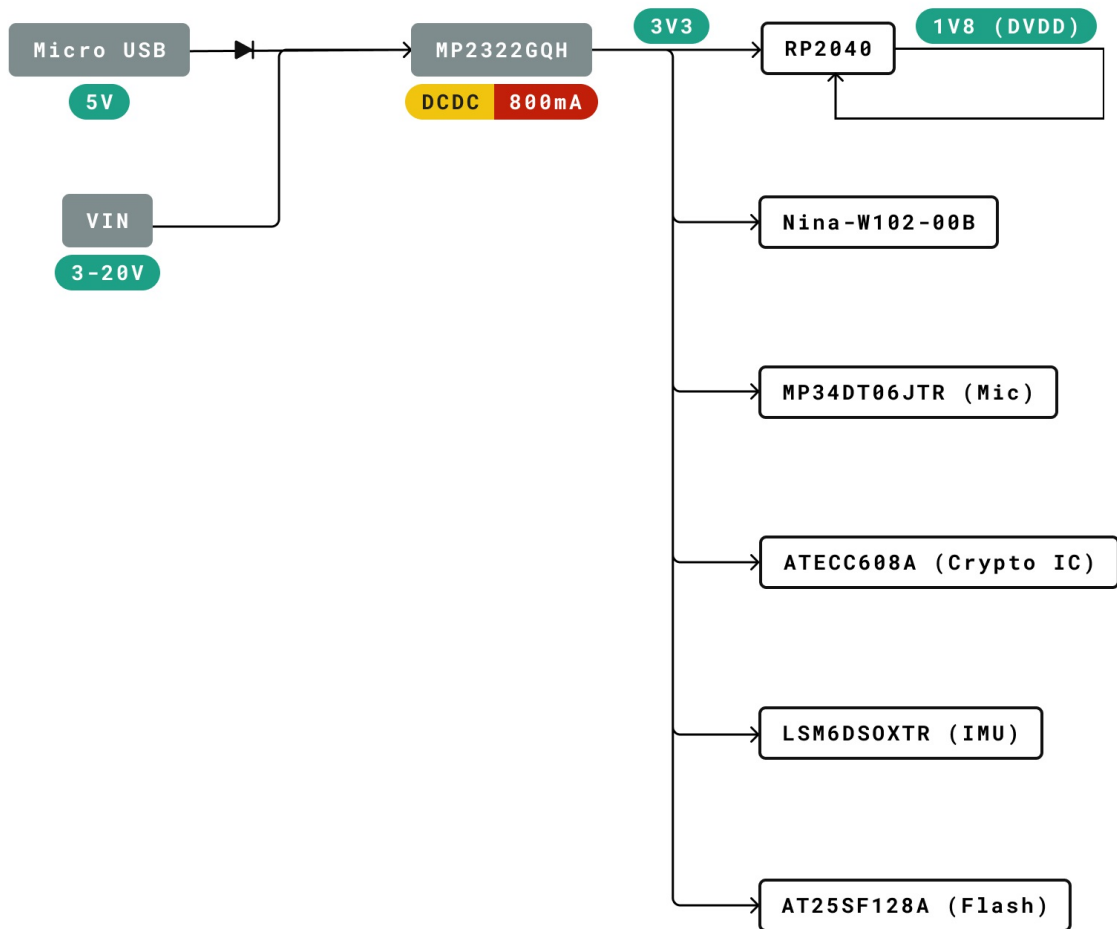 Micro USB
5V
VIN
3-20V
MP2322GQH
DCDC 800mA
3V3
RP2040
1V8 (DVDD)
Nina-W102-00B
MP34DT06JTR (Mic)
ATECC608A (Crypto IC)
LSM6DSOXTR (IMU)
AT25SF128A (Flash)